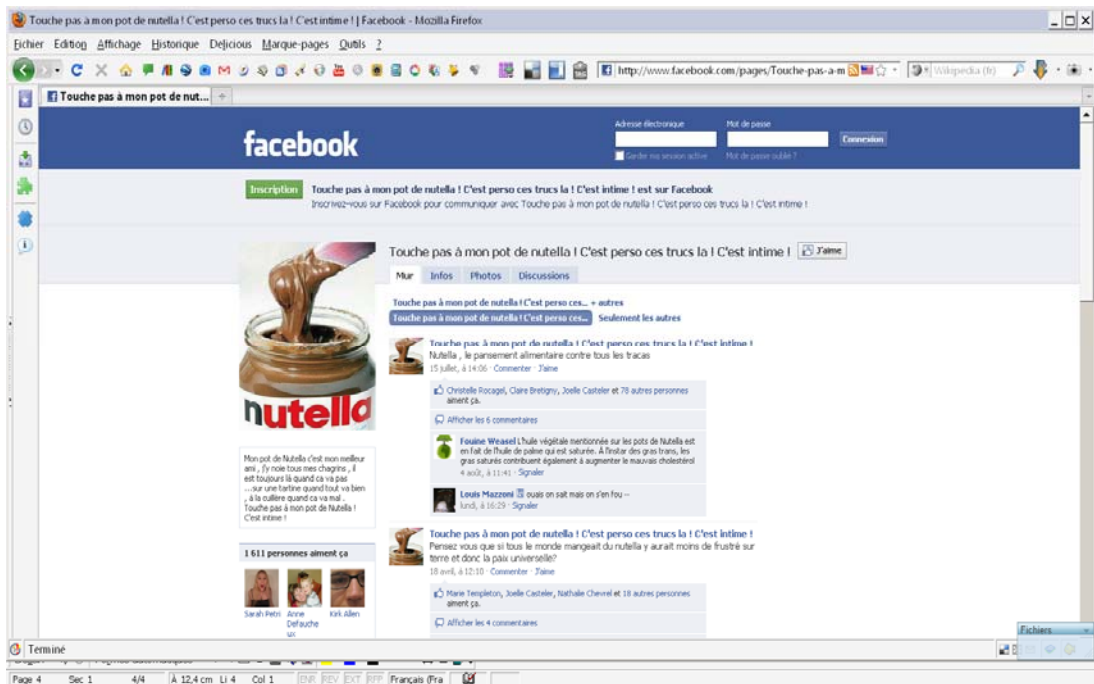 Touche pas à mon pot de nutella ! C'est perso ces trucs la ! C'est intime ! | Facebook - Mozilla Firefox
Fichier Edition Affichage Historique Delicious Marque-pages Outils ?
http://www.facebook.com/pages/Touche-pas-a-m
Wikipedia (fr)
Touche pas à mon pot de nut...
facebook
Adresse électronique
Mot de passe
Connexion
Garder ma session active
Mot de passe oublié ?
Inscription
Touche pas à mon pot de nutella ! C'est perso ces trucs la ! C'est intime ! est sur Facebook
Inscrivez-vous sur Facebook pour communiquer avec Touche pas à mon pot de nutella ! C'est perso ces trucs la ! C'est intime !
nutella
Mon pot de Nutella c'est mon meilleur
ami , j'y noie tous mes chagrins , il
est toujours là quand ca va pas
...sur une tartine quand tout va bien
, à la cuillère quand ca va mal .
Touche pas à mon pot de Nutella !
C'est intime !
1 611 personnes aiment ça
Sarah Petri
Anne
Defauche
ux
Kirk Allen
Touche pas à mon pot de nutella ! C'est perso ces trucs la ! C'est intime !
J'aime
Mur Infos Photos Discussions
Touche pas à mon pot de nutella ! C'est perso ces... + autres
Touche pas à mon pot de nutella ! C'est perso ces...
Seulement les autres
Touche pas à mon pot de nutella ! C'est perso ces trucs la ! C'est intime !
Nutella , le pansement alimentaire contre tous les tracas
15 juillet, à 14:06 · Commenter · J'aime
Christelle Rocagel, Claire Bretigny, Joelle Casteler et 78 autres personnes
aiment ça.
Afficher les 6 commentaires
Fouine Weasel L'huile végétale mentionnée sur les pots de Nutella est
en fait de l'huile de palme qui est saturée. À l'instar des gras trans, les
gras saturés contribuent également à augmenter le mauvais cholestérol
4 août, à 11:41 · Signaler
Louis Mazzoni ouais on sait mais on s'en fou --
lundi, à 16:29 · Signaler
Touche pas à mon pot de nutella ! C'est perso ces trucs la ! C'est intime !
Pensez vous que si tous le monde mangeait du nutella y aurait moins de frustré sur
terre et donc la paix universelle?
18 avril, à 12:10 · Commenter · J'aime
Marie Templeton, Joelle Casteler, Nathalie Chevrel et 18 autres personnes
aiment ça.
Afficher les 4 commentaires
Fichiers
Terminé
Page 4 Sec 1 4/4 À 12,4 cm Li 4 Col 1 ENR REV EXT RFP Français (Fra